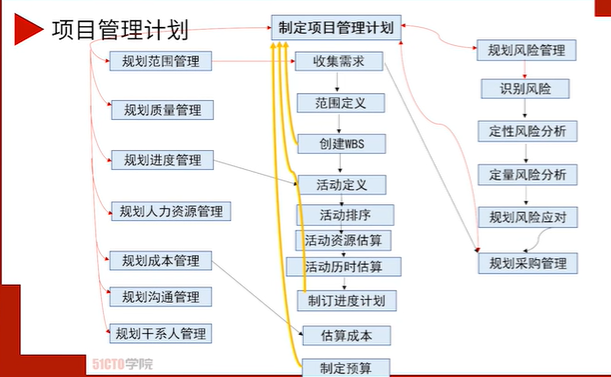 项目管理计划
制定项目管理计划
规划范围管理
规划质量管理
规划进度管理
规划人力资源管理
规划成本管理
规划沟通管理
规划干系人管理
收集需求
范围定义
创建WBS
活动定义
活动排序
活动资源估算
活动历时估算
制订进度计划
估算成本
制定预算
规划风险管理
识别风险
定性风险分析
定量风险分析
规划风险应对
规划采购管理
51CTO学院